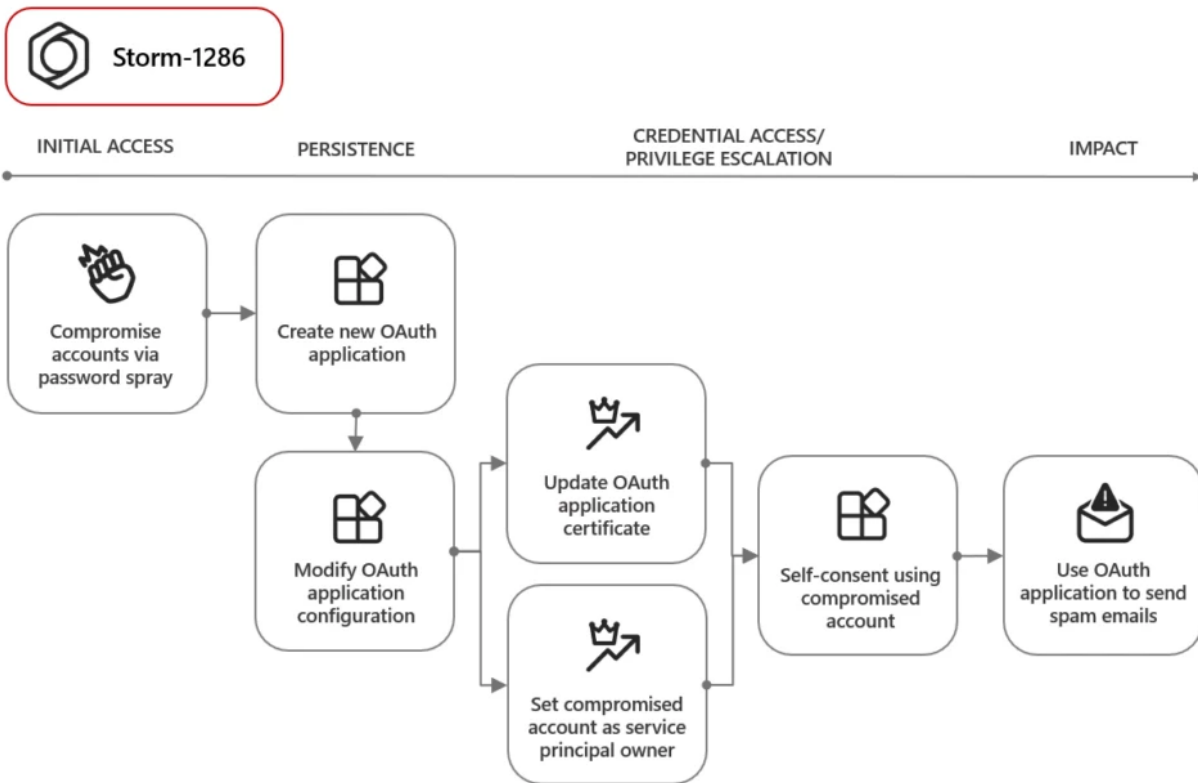 Storm-1286
INITIAL ACCESS
PERSISTENCE
CREDENTIAL ACCESS/
PRIVILEGE ESCALATION
IMPACT
Compromise
accounts via
password spray
Create new OAuth
application
Modify OAuth
application
configuration
Update OAuth
application
certificate
Set compromised
account as service
principal owner
Self-consent using
compromised
account
Use OAuth
application to send
spam emails